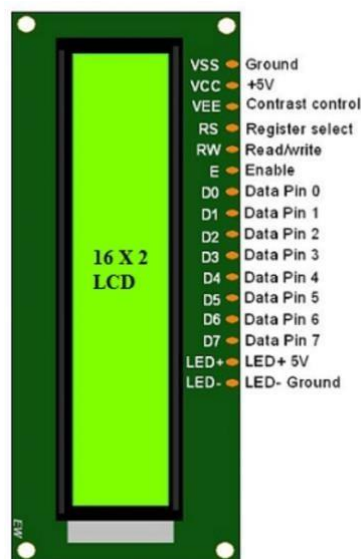 VSS Ground
VCC +5V
VEE Contrast control
RS Register select
RW Read/write
E Enable
D0 Data Pin 0
D1 Data Pin 1
D2 Data Pin 2
D3 Data Pin 3
D4 Data Pin 4
D5 Data Pin 5
D6 Data Pin 6
D7 Data Pin 7
LED+ LED+ 5V
LED- LED- Ground
16 X 2
LCD
EW